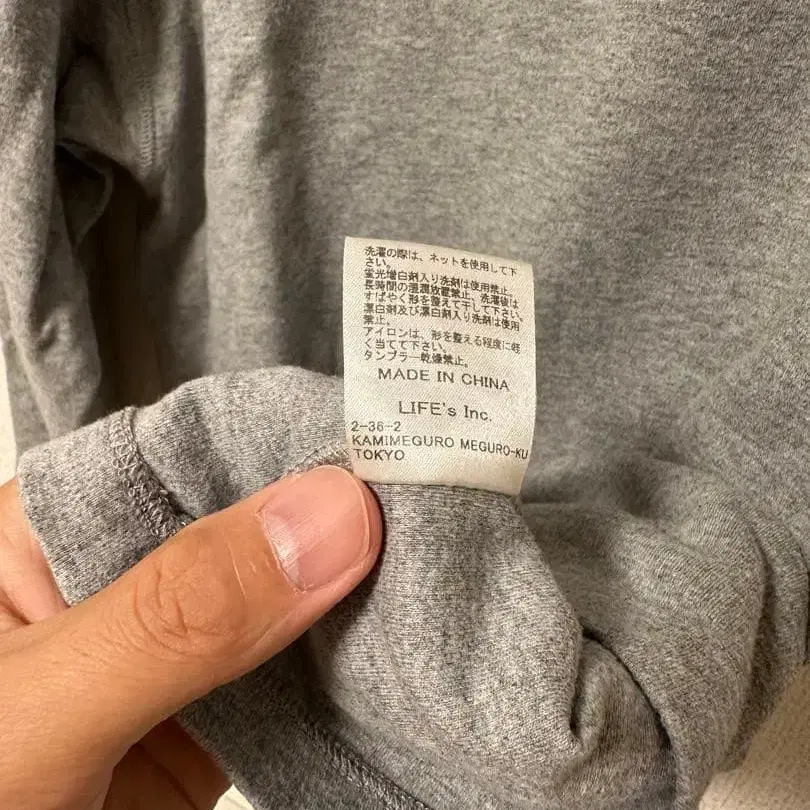 洗濯の際は、ネットを使用して下
さい。
蛍光増白剤入り洗剤は使用禁止。
長時間の湿潤放置禁止、洗濯後は
すばやく形を整えて干して下さい。
漂白剤及び漂白剤入り洗剤は使用
禁止。
アイロンは、形を整える程度に軽
く当てて下さい。
タンブラー乾燥禁止。
MADE IN CHINA
LIFE's Inc.
2-36-2
KAMIMEGURO MEGURO-KU
TOKYO